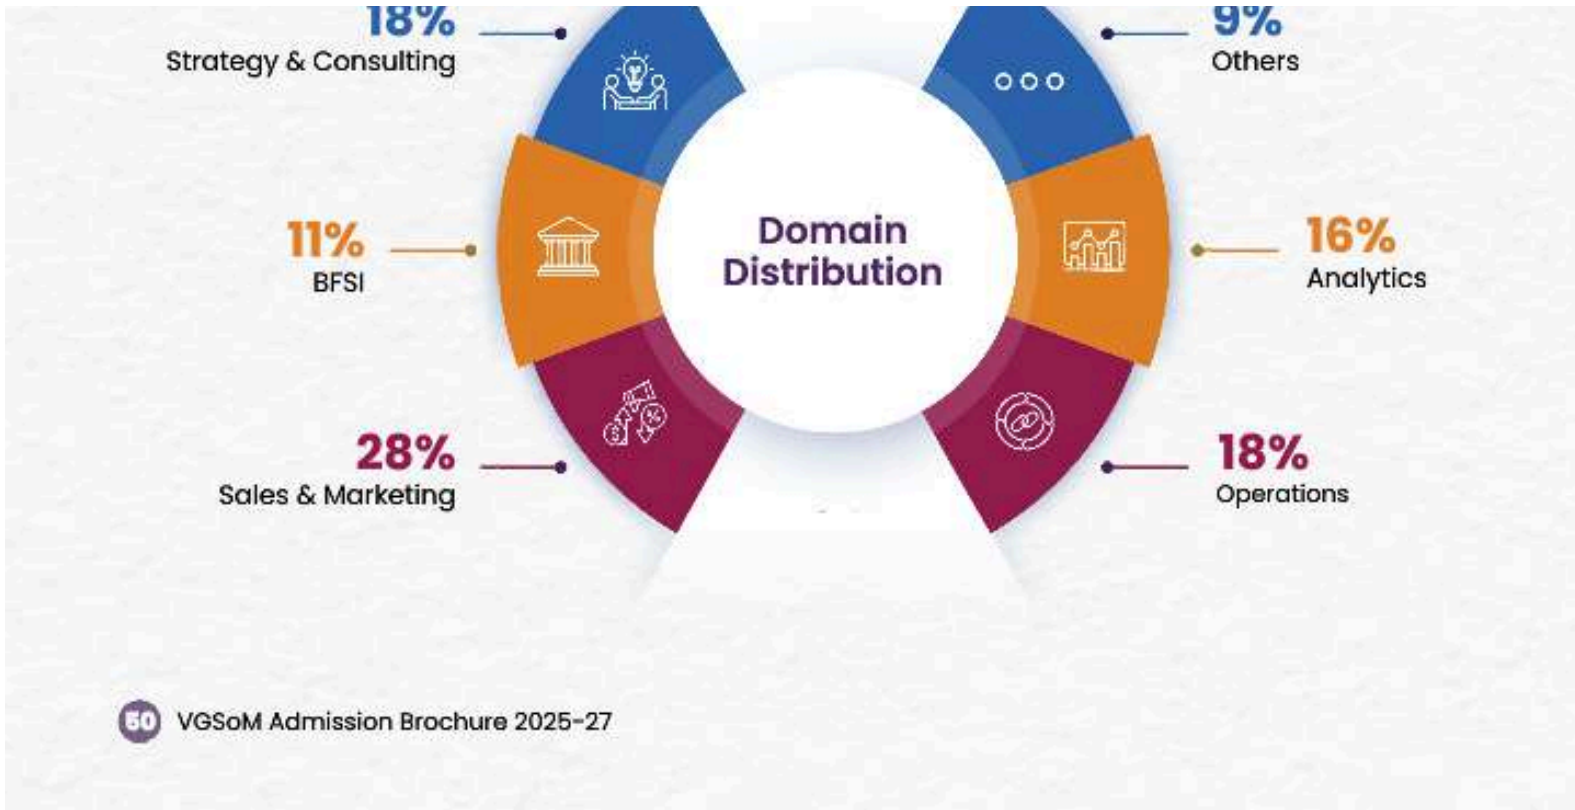 18%
Strategy & Consulting
9%
Others
11%
BFSI
Domain
Distribution
16%
Analytics
28%
Sales & Marketing
18%
Operations
50 VGSoM Admission Brochure 2025-27